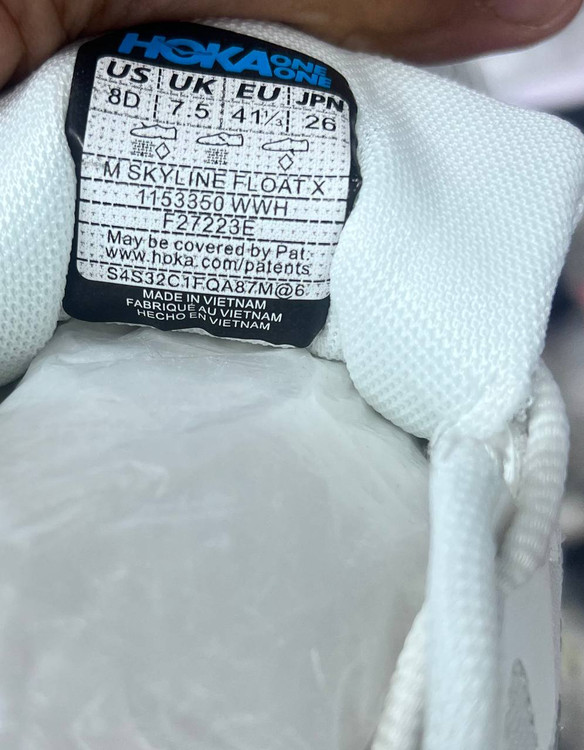 HOKA ONE ONE
US UK EU JPN
8D 7.5 41⅓ 26
M SKYLINE FLOAT X
1153350 WWH
F27223E
May be covered by Pat.
www.hoka.com/patents
S4S32C1FQA87M@6
MADE IN VIETNAM
FABRIQUÉ AU VIETNAM
HECHO EN VIETNAM